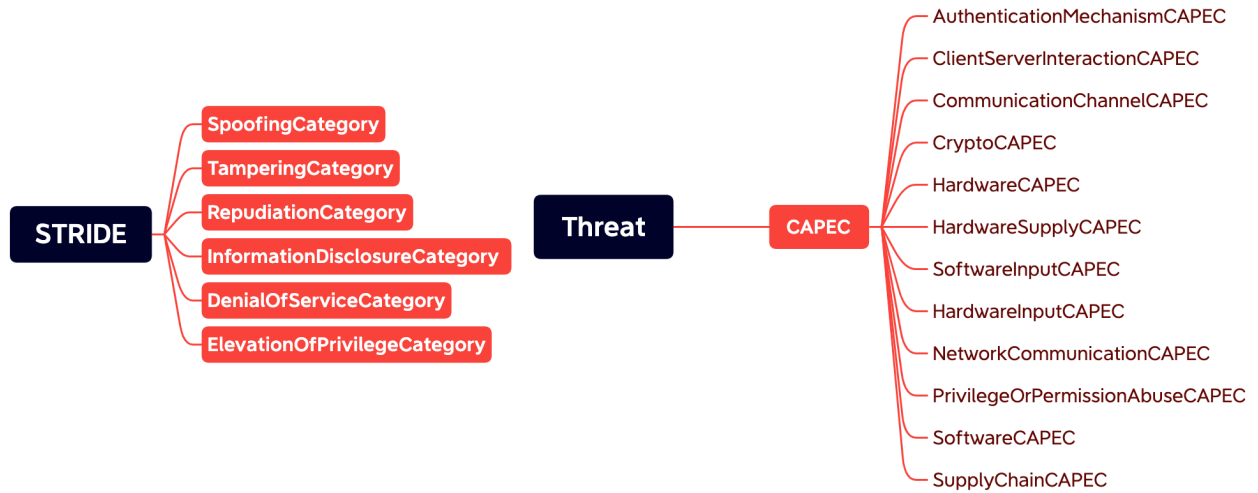 STRIDE
SpoofingCategory
TamperingCategory
RepudiationCategory
InformationDisclosureCategory
DenialOfServiceCategory
ElevationOfPrivilegeCategory
Threat
CAPEC
AuthenticationMechanismCAPEC
ClientServerInteractionCAPEC
CommunicationChannelCAPEC
CryptoCAPEC
HardwareCAPEC
HardwareSupplyCAPEC
SoftwareInputCAPEC
HardwareInputCAPEC
NetworkCommunicationCAPEC
PrivilegeOrPermissionAbuseCAPEC
SoftwareCAPEC
SupplyChainCAPEC